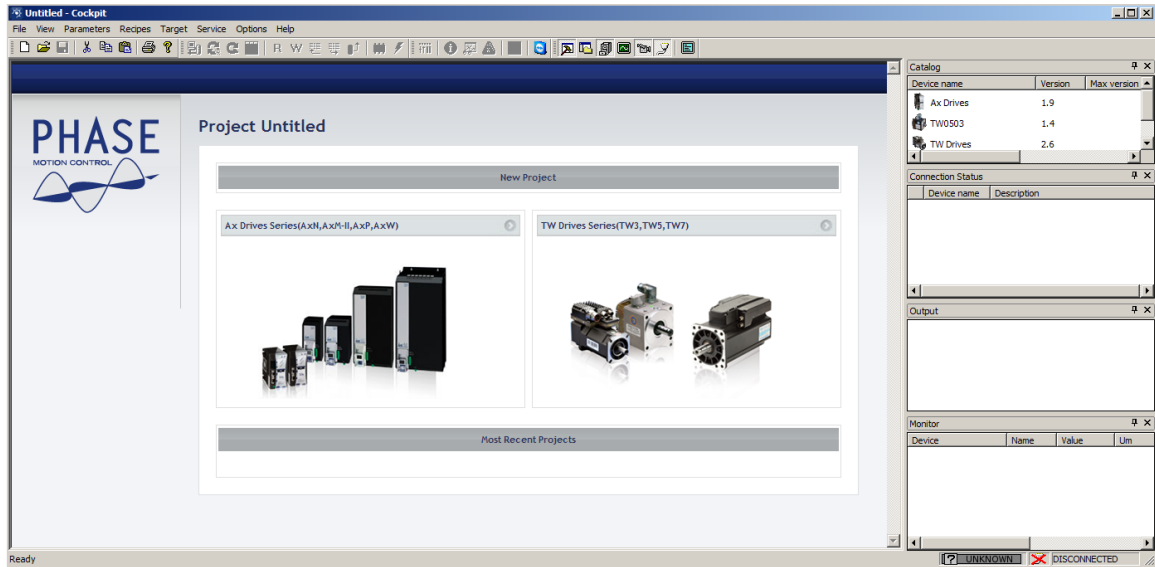 Untitled - Cockpit
File View Parameters Recipes Target Service Options Help
R W
PHASE
MOTION CONTROL
Project Untitled
New Project
Ax Drives Series(AxN,AxM-II,AxP,AxW)
TW Drives Series(TW3,TW5,TW7)
Most Recent Projects
Catalog
Device name Version Max version
Ax Drives 1.9
TW0503 1.4
TW Drives 2.6
Connection Status
Device name Description
Output
Monitor
Device Name Value Um
Ready
UNKNOWN DISCONNECTED